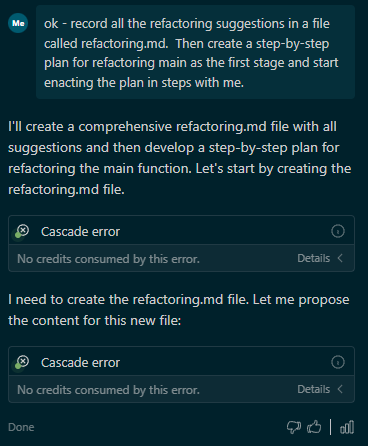 Me
ok - record all the refactoring suggestions in a file
called refactoring.md.  Then create a step-by-step
plan for refactoring main as the first stage and start
enacting the plan in steps with me.
I'll create a comprehensive refactoring.md file with all
suggestions and then develop a step-by-step plan for
refactoring the main function. Let's start by creating the
refactoring.md file.
Cascade error
No credits consumed by this error. Details
I need to create the refactoring.md file. Let me propose
the content for this new file:
Cascade error
No credits consumed by this error. Details
Done